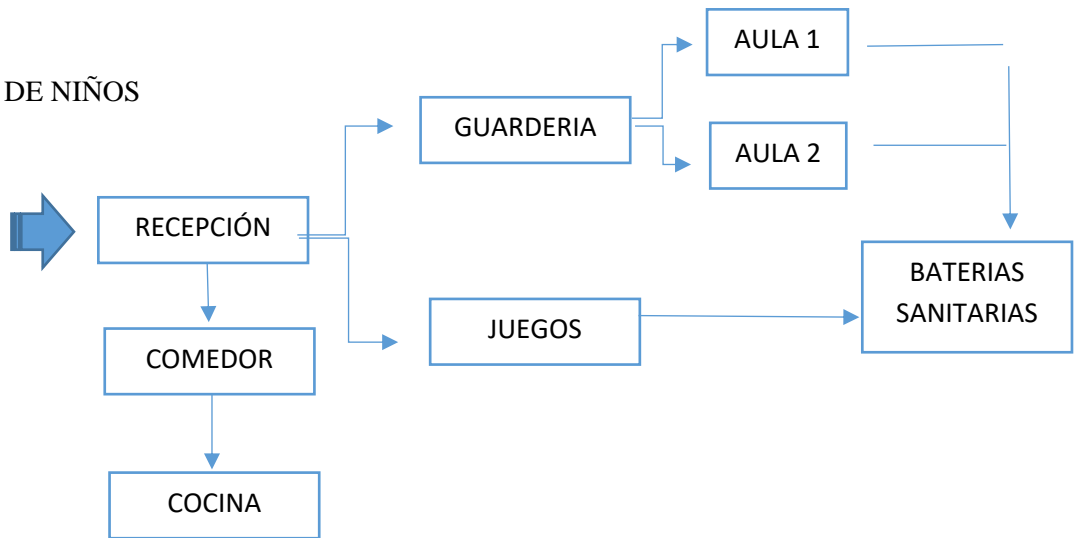 AULA 1
DE NIÑOS
GUARDERIA
AULA 2
RECEPCIÓN
BATERIAS
SANITARIAS
JUEGOS
COMEDOR
COCINA